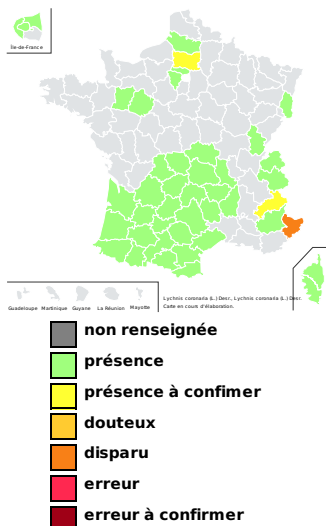 Île-de-France
Guadeloupe Martinique Guyane La Réunion Mayotte
Lychnis coronaria (L.) Desr., Lychnis coronaria (L.) Desr.
Carte en cours d'élaboration.
non renseignée
présence
présence à confimer
douteux
disparu
erreur
erreur à confirmer